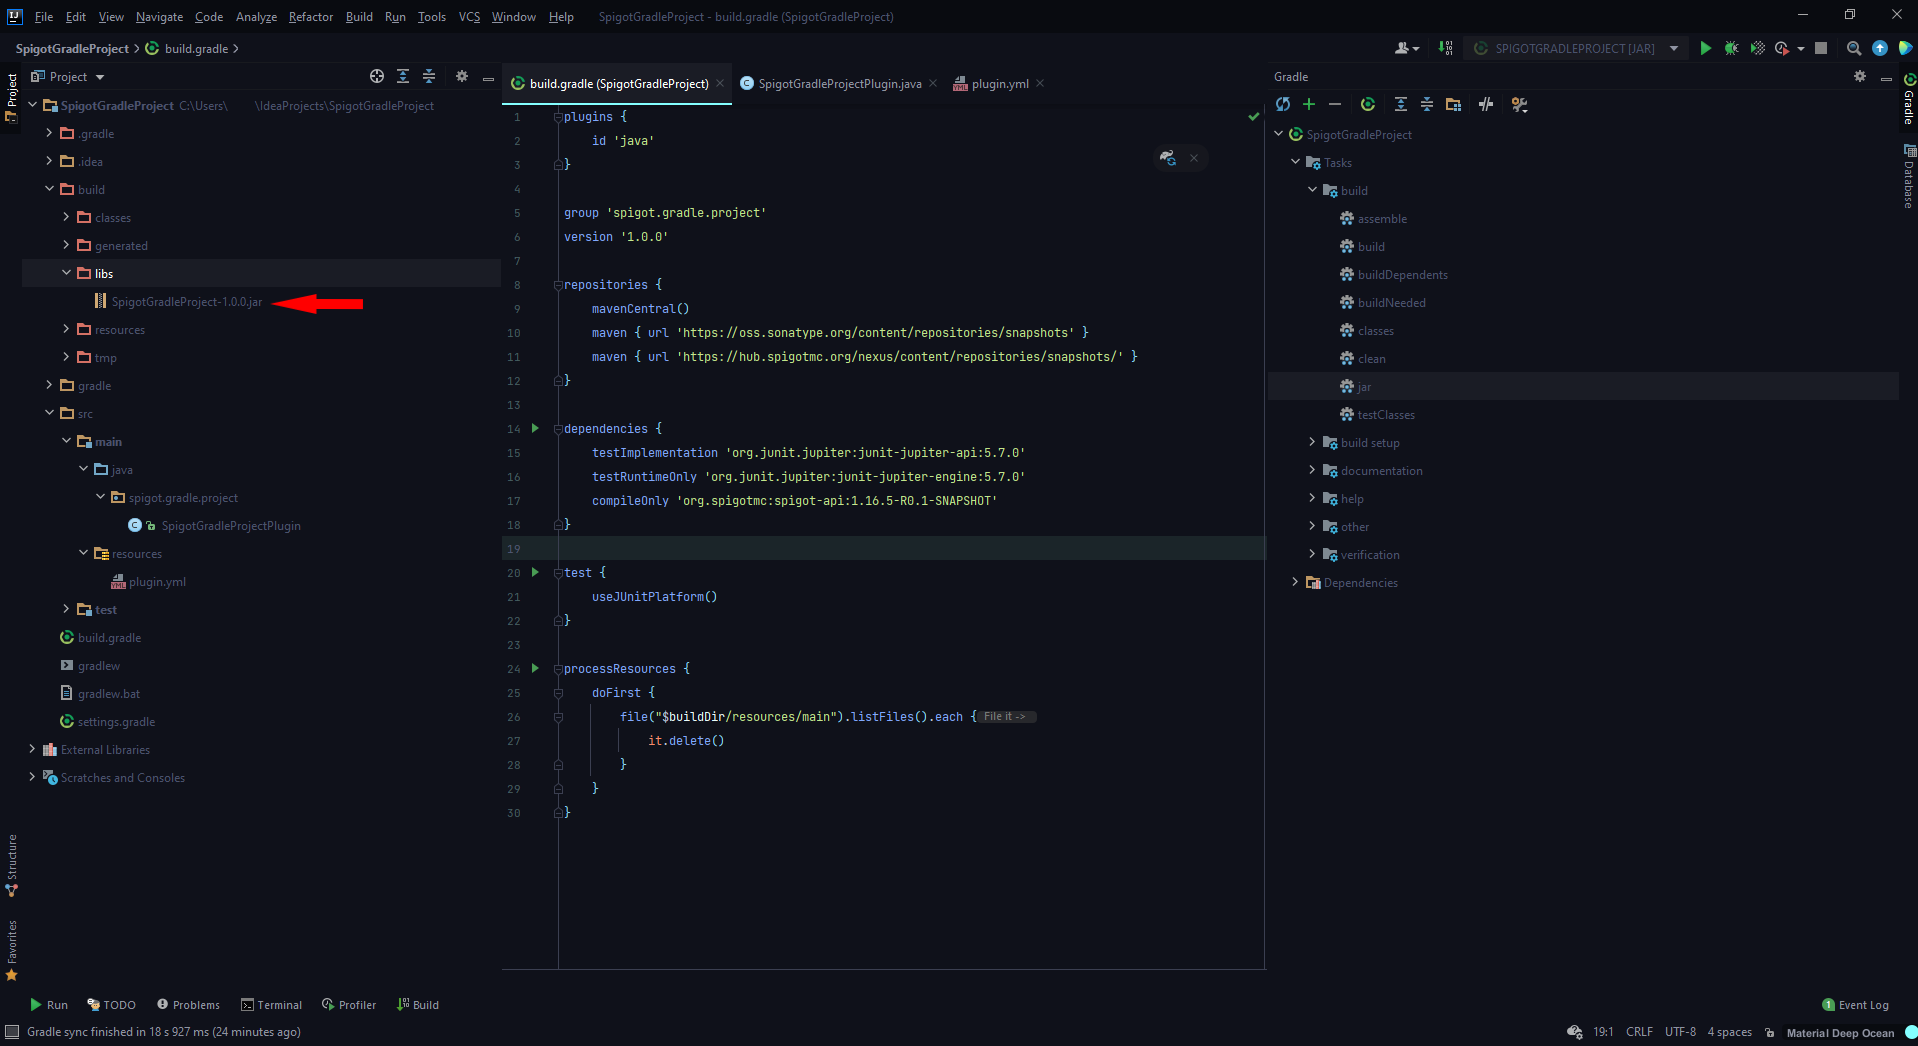 File Edit View Navigate Code Analyze Refactor Build Run Tools VCS Window Help SpigotGradleProject - build.gradle (SpigotGradleProject)
SpigotGradleProject build.gradle
SPIGOTGRADLEPROJECT [JAR]
Project
Project
SpigotGradleProject C:\Users\ \IdeaProjects\SpigotGradleProject
.gradle
.idea
build
classes
generated
libs
SpigotGradleProject-1.0.0.jar
resources
tmp
gradle
src
main
java
spigot.gradle.project
SpigotGradleProjectPlugin
resources
plugin.yml
test
build.gradle
gradlew
gradlew.bat
settings.gradle
External Libraries
Scratches and Consoles
Structure
Favorites
build.gradle (SpigotGradleProject) SpigotGradleProjectPlugin.java plugin.yml
1 plugins {
2 id 'java'
3 }
4
5 group 'spigot.gradle.project'
6 version '1.0.0'
7
8 repositories {
9 mavenCentral()
10 maven { url 'https://oss.sonatype.org/content/repositories/snapshots' }
11 maven { url 'https://hub.spigotmc.org/nexus/content/repositories/snapshots/' }
12 }
13
14 dependencies {
15 testImplementation 'org.junit.jupiter:junit-jupiter-api:5.7.0'
16 testRuntimeOnly 'org.junit.jupiter:junit-jupiter-engine:5.7.0'
17 compileOnly 'org.spigotmc:spigot-api:1.16.5-R0.1-SNAPSHOT'
18 }
19
20 test {
21 useJUnitPlatform()
22 }
23
24 processResources {
25 doFirst {
26 file("$buildDir/resources/main").listFiles().each { File it ->
27 it.delete()
28 }
29 }
30 }
Gradle
SpigotGradleProject
Tasks
build
assemble
build
buildDependents
buildNeeded
classes
clean
jar
testClasses
build setup
documentation
help
other
verification
Dependencies
Gradle
Database
Run TODO Problems Terminal Profiler Build 1 Event Log
Gradle sync finished in 18 s 927 ms (24 minutes ago) 19:1 CRLF UTF-8 4 spaces Material Deep Ocean